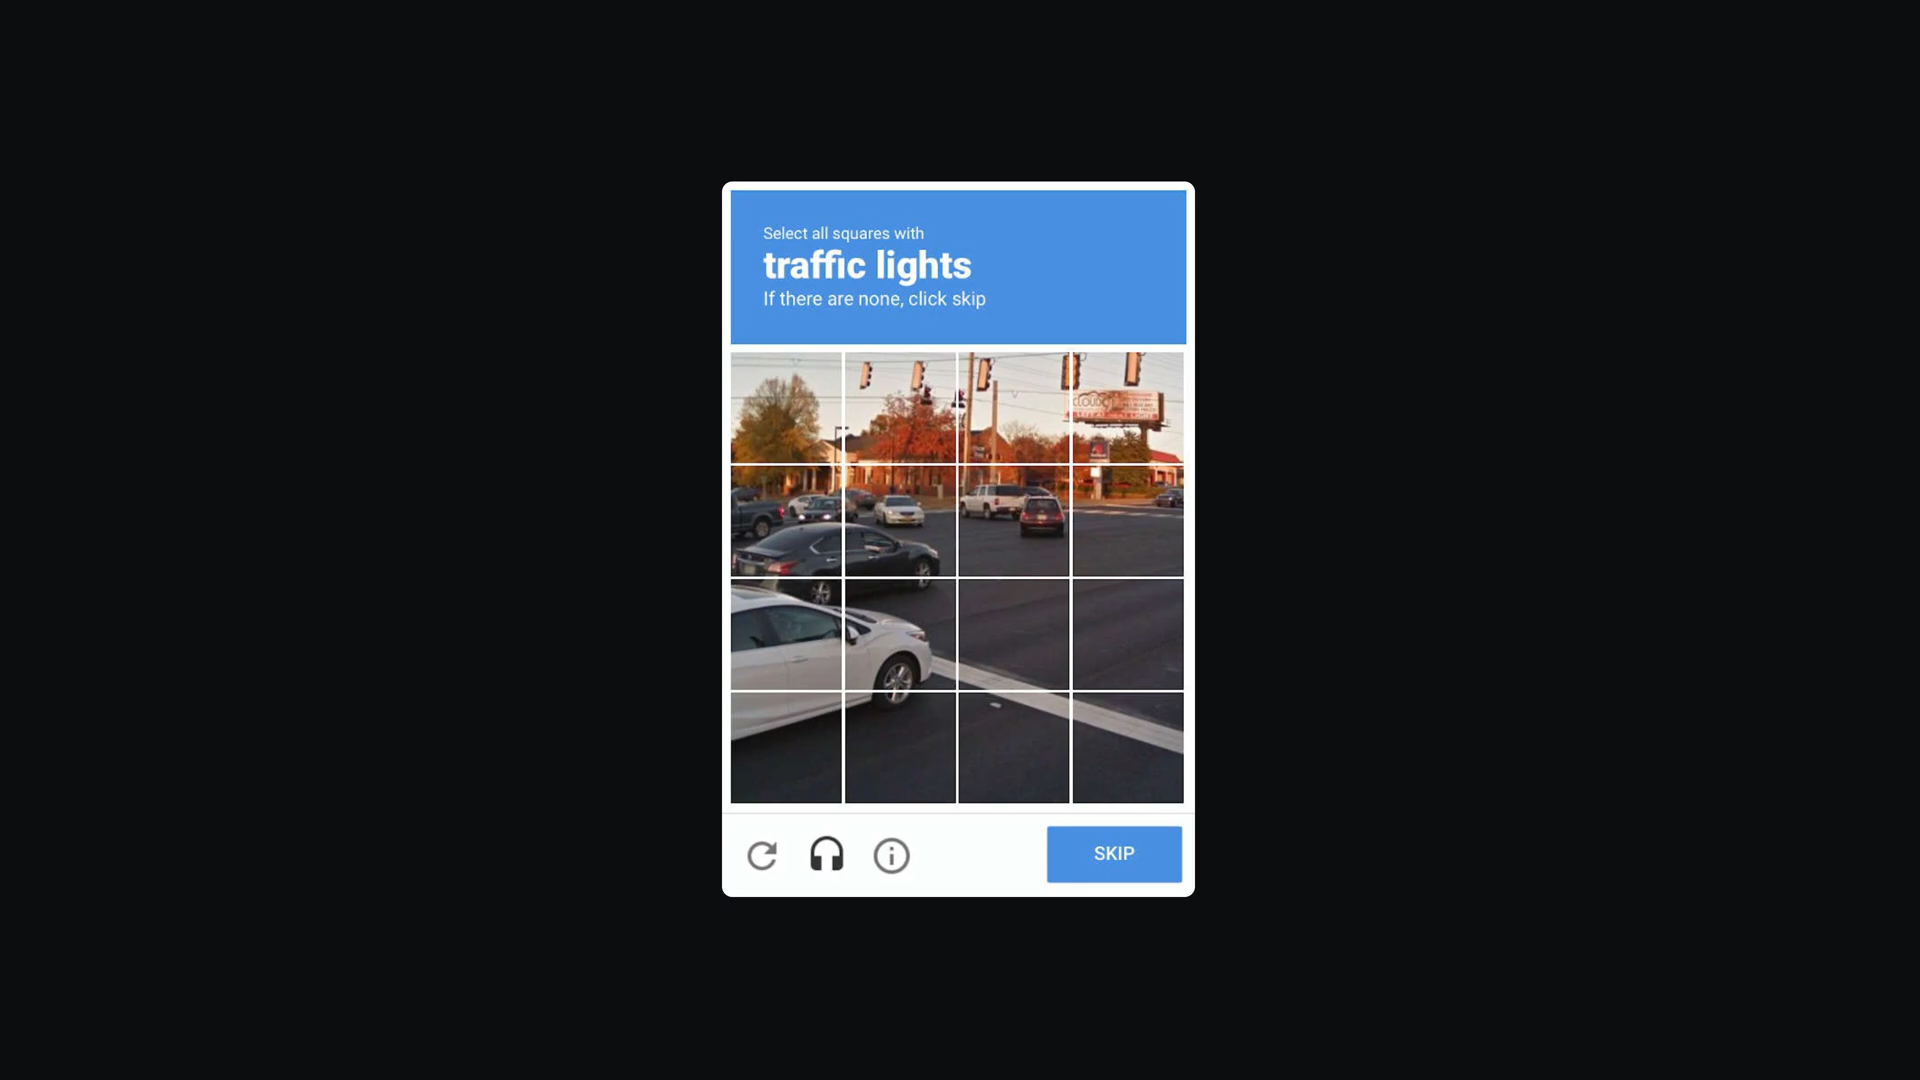 Select all squares with
traffic lights
If there are none, click skip
SKIP